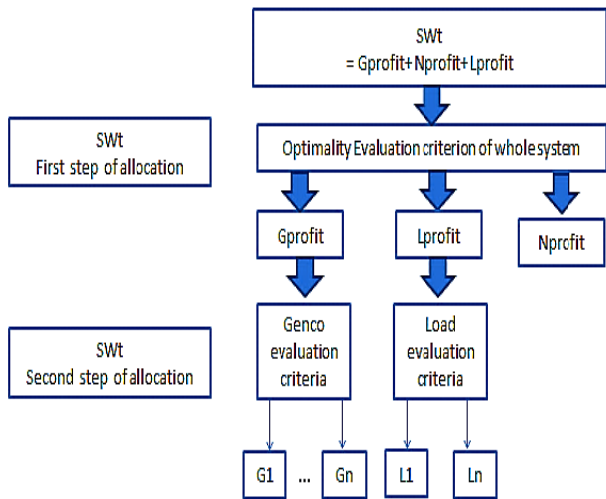 SWt
= Gprofit+ Nprofit+ Lprofit
SWt
First step of allocation
Optimality Evaluation criterion of whole system
Gprofit
Lprofit
Nprofit
SWt
Second step of allocation
Genco
evaluation
criteria
Load
evaluation
criteria
G1
...
Gn
L1
Ln